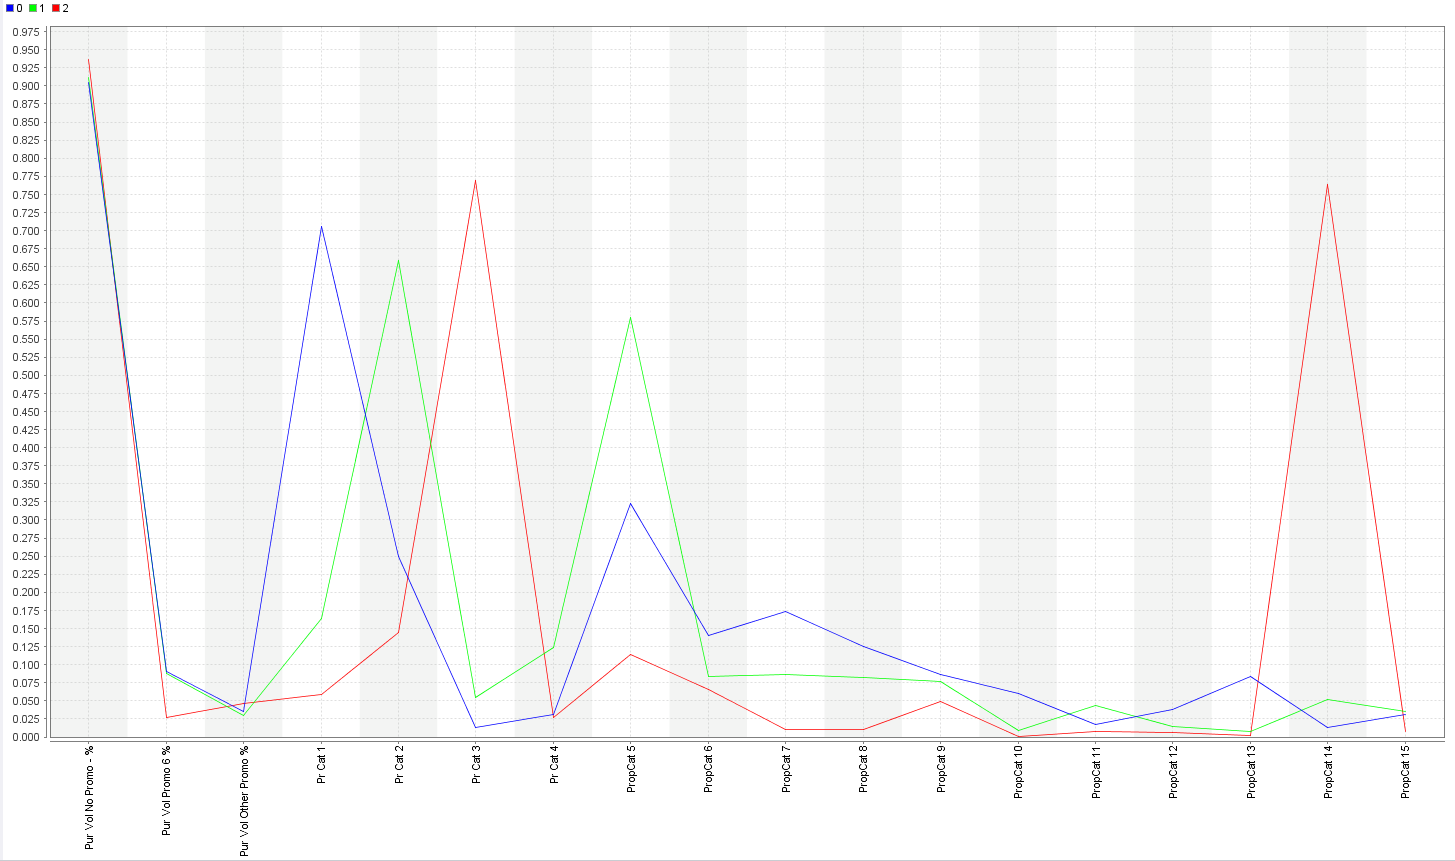 0 1 2
0.975
0.950
0.925
0.900
0.875
0.850
0.825
0.800
0.775
0.750
0.725
0.700
0.675
0.650
0.625
0.600
0.575
0.550
0.525
0.500
0.475
0.450
0.425
0.400
0.375
0.350
0.325
0.300
0.275
0.250
0.225
0.200
0.175
0.150
0.125
0.100
0.075
0.050
0.025
0.000
Pur Vol No Promo - %
Pur Vol Promo 6 %
Pur Vol Other Promo %
Pr Cat 1
Pr Cat 2
Pr Cat 3
Pr Cat 4
PropCat 5
PropCat 6
PropCat 7
PropCat 8
PropCat 9
PropCat 10
PropCat 11
PropCat 12
PropCat 13
PropCat 14
PropCat 15